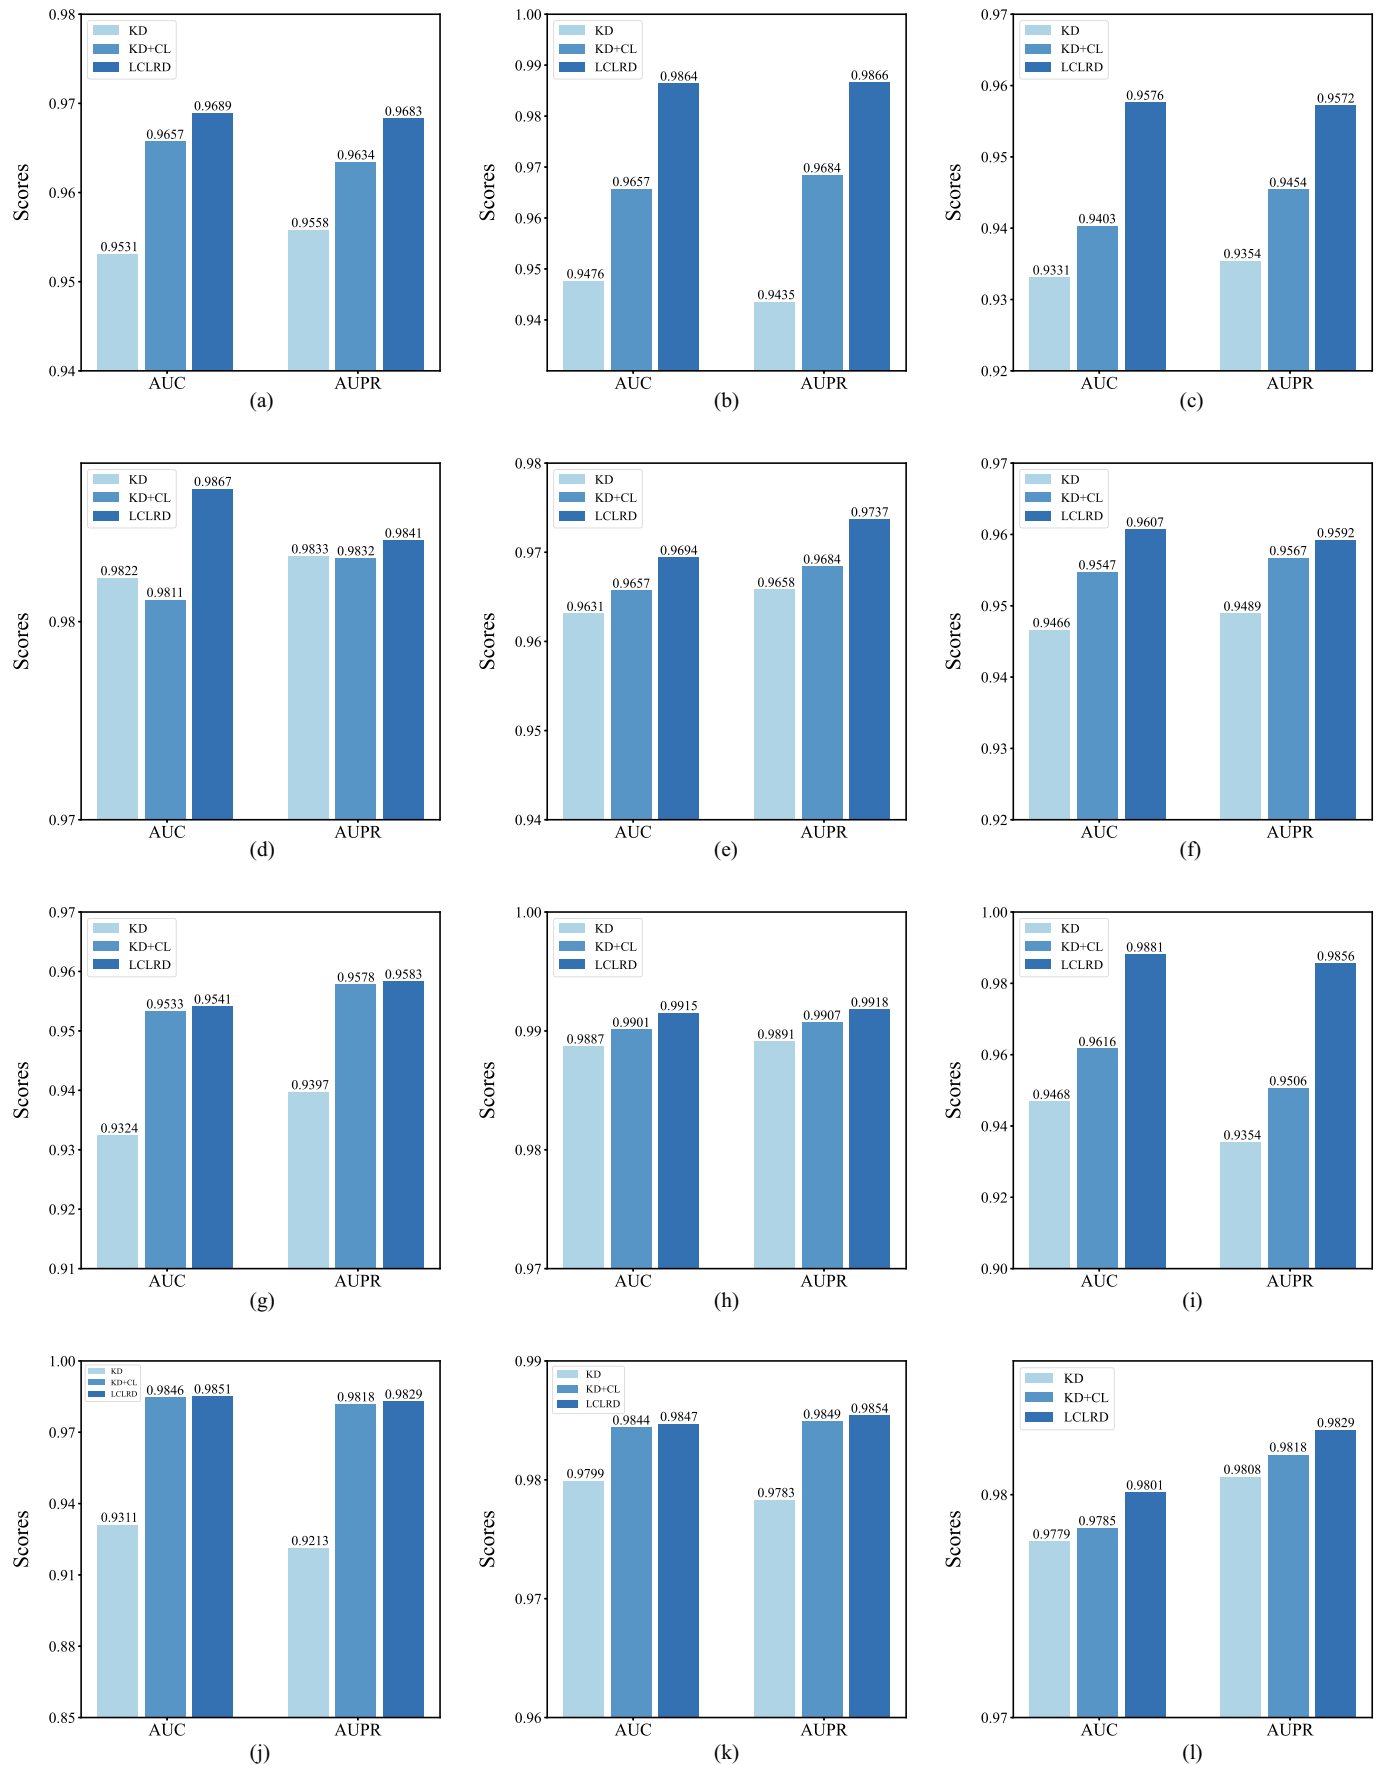 0.98
0.97
0.96
0.95
0.94
Scores
KD
KD+CL
LCLRD
0.9531
0.9657
0.9689
0.9558
0.9634
0.9683
AUC
AUPR
(a)
1.00
0.99
0.98
0.97
0.96
0.95
0.94
Scores
KD
KD+CL
LCLRD
0.9476
0.9657
0.9864
0.9435
0.9684
0.9866
AUC
AUPR
(b)
0.97
0.96
0.95
0.94
0.93
0.92
Scores
KD
KD+CL
LCLRD
0.9331
0.9403
0.9576
0.9354
0.9454
0.9572
AUC
AUPR
(c)
0.98
0.97
Scores
KD
KD+CL
LCLRD
0.9822
0.9811
0.9867
0.9833
0.9832
0.9841
AUC
AUPR
(d)
0.98
0.97
0.96
0.95
0.94
Scores
KD
KD+CL
LCLRD
0.9631
0.9657
0.9694
0.9658
0.9684
0.9737
AUC
AUPR
(e)
0.97
0.96
0.95
0.94
0.93
0.92
Scores
KD
KD+CL
LCLRD
0.9466
0.9547
0.9607
0.9489
0.9567
0.9592
AUC
AUPR
(f)
0.97
0.96
0.95
0.94
0.93
0.92
0.91
Scores
KD
KD+CL
LCLRD
0.9324
0.9533
0.9541
0.9397
0.9578
0.9583
AUC
AUPR
(g)
1.00
0.99
0.98
0.97
Scores
KD
KD+CL
LCLRD
0.9887
0.9901
0.9915
0.9891
0.9907
0.9918
AUC
AUPR
(h)
1.00
0.98
0.96
0.94
0.92
0.90
Scores
KD
KD+CL
LCLRD
0.9468
0.9616
0.9881
0.9354
0.9506
0.9856
AUC
AUPR
(i)
1.00
0.97
0.94
0.91
0.88
0.85
Scores
KD
KD+CL
LCLRD
0.9311
0.9846
0.9851
0.9213
0.9818
0.9829
AUC
AUPR
(j)
0.99
0.98
0.97
0.96
Scores
KD
KD+CL
LCLRD
0.9799
0.9844
0.9847
0.9783
0.9849
0.9854
AUC
AUPR
(k)
0.98
0.97
Scores
KD
KD+CL
LCLRD
0.9779
0.9785
0.9801
0.9808
0.9818
0.9829
AUC
AUPR
(l)